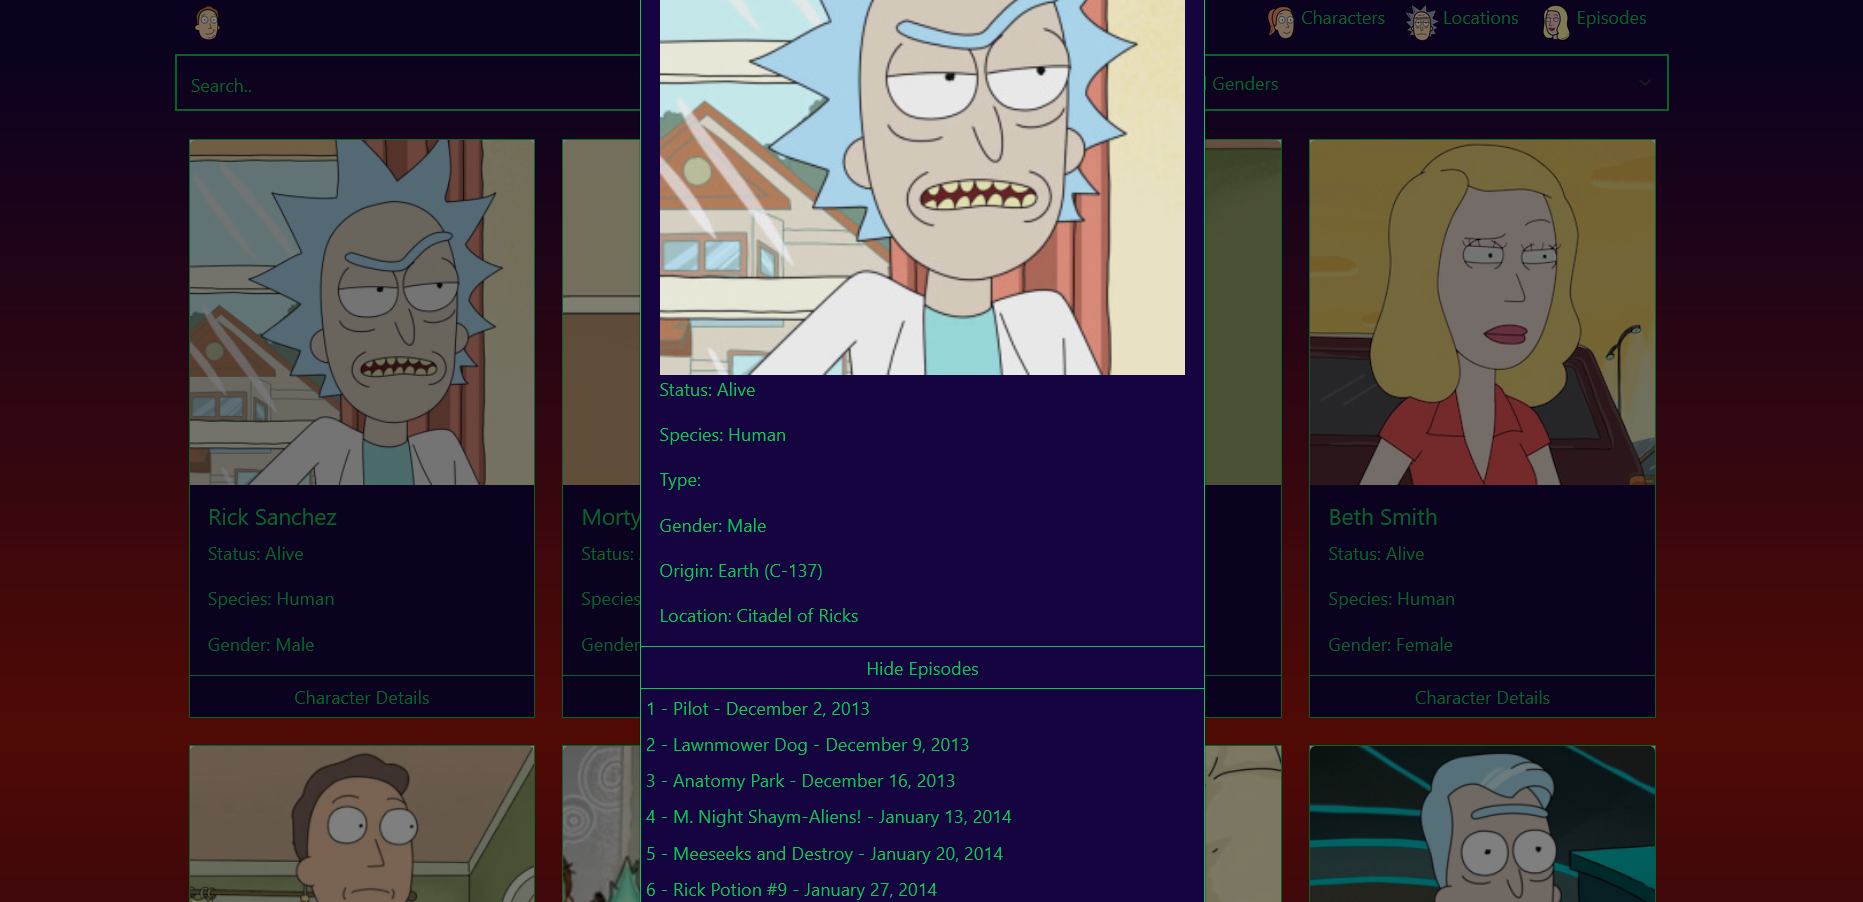 Characters
Locations
Episodes
Search..
Genders
Status: Alive
Species: Human
Type:
Gender: Male
Origin: Earth (C-137)
Location: Citadel of Ricks
Hide Episodes
1 - Pilot - December 2, 2013
2 - Lawnmower Dog - December 9, 2013
3 - Anatomy Park - December 16, 2013
4 - M. Night Shaym-Aliens! - January 13, 2014
5 - Meeseeks and Destroy - January 20, 2014
6 - Rick Potion #9 - January 27, 2014
Rick Sanchez
Status: Alive
Species: Human
Gender: Male
Character Details
Morty
Status:
Species
Gender
Beth Smith
Status: Alive
Species: Human
Gender: Female
Character Details